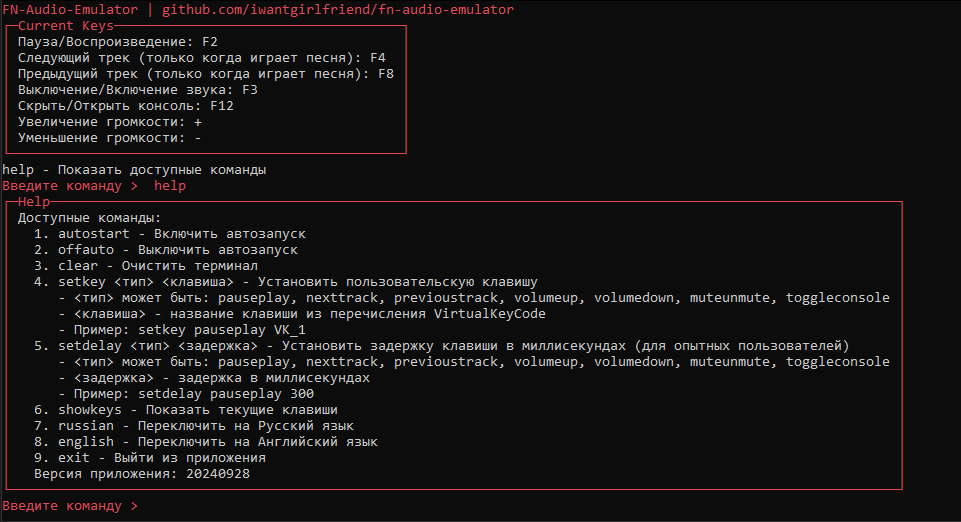 FN-Audio-Emulator | github.com/iwantgirlfriend/fn-audio-emulator
Current Keys
Пауза/Воспроизведение: F2
Следующий трек (только когда играет песня): F4
Предыдущий трек (только когда играет песня): F8
Выключение/Включение звука: F3
Скрыть/Открыть консоль: F12
Увеличение громкости: +
Уменьшение громкости: -
help - Показать доступные команды
Введите команду >  help
Help
Доступные команды:
1. autostart - Включить автозапуск
2. offauto - Выключить автозапуск
3. clear - Очистить терминал
4. setkey <тип> <клавиша> - Установить пользовательскую клавишу
- <тип> может быть: pauseplay, nexttrack, previoustrack, volumeup, volumedown, muteunmute, toggleconsole
- <клавиша> - название клавиши из перечисления VirtualKeyCode
- Пример: setkey pauseplay VK_1
5. setdelay <тип> <задержка> - Установить задержку клавиши в миллисекундах (для опытных пользователей)
- <тип> может быть: pauseplay, nexttrack, previoustrack, volumeup, volumedown, muteunmute, toggleconsole
- <задержка> - задержка в миллисекундах
- Пример: setdelay pauseplay 300
6. showkeys - Показать текущие клавиши
7. russian - Переключить на Русский язык
8. english - Переключить на Английский язык
9. exit - Выйти из приложения
Версия приложения: 20240928
Введите команду >